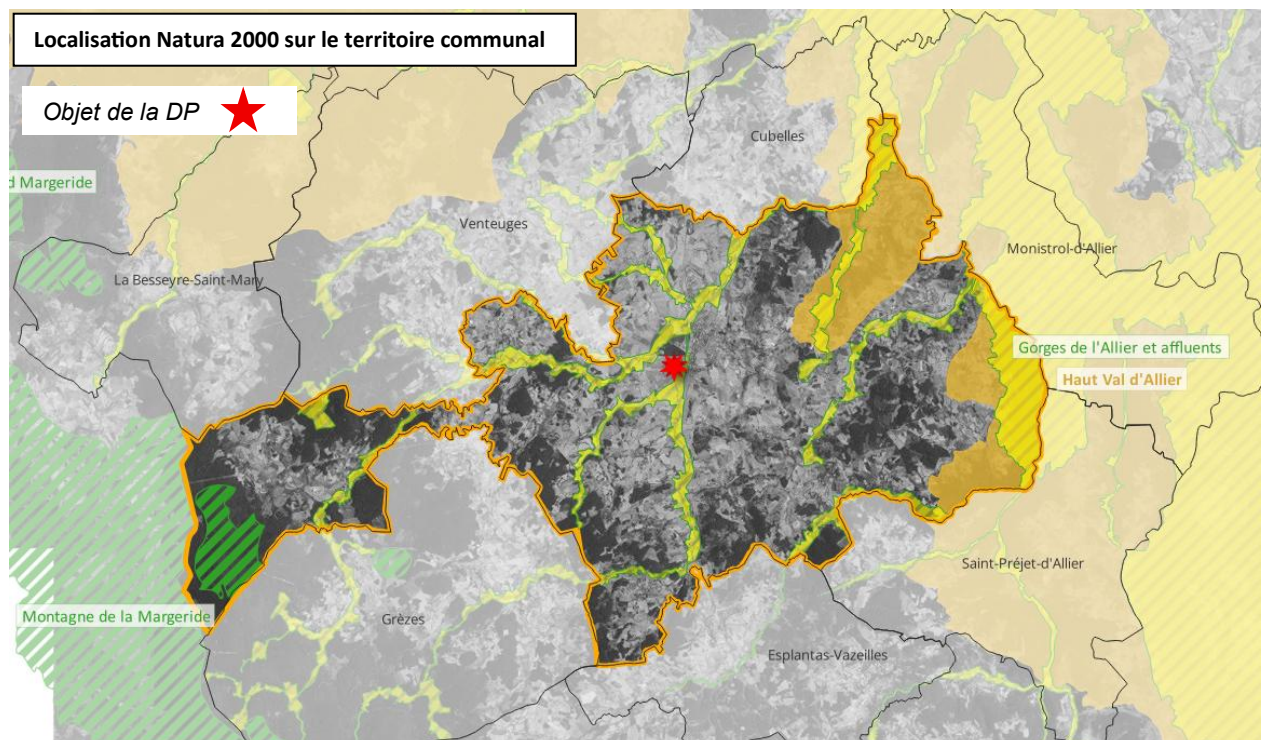 Localisation Natura 2000 sur le territoire communal
Objet de la DP
Cubelles
d Margeride
Venteuges
Monistrol-d'Allier
La Besseyre-Saint-Mary
Gorges de l'Allier et affluents
Haut Val d'Allier
Saint-Préjet-d'Allier
Montagne de la Margeride
Grèzes
Esplantas-Vazeilles